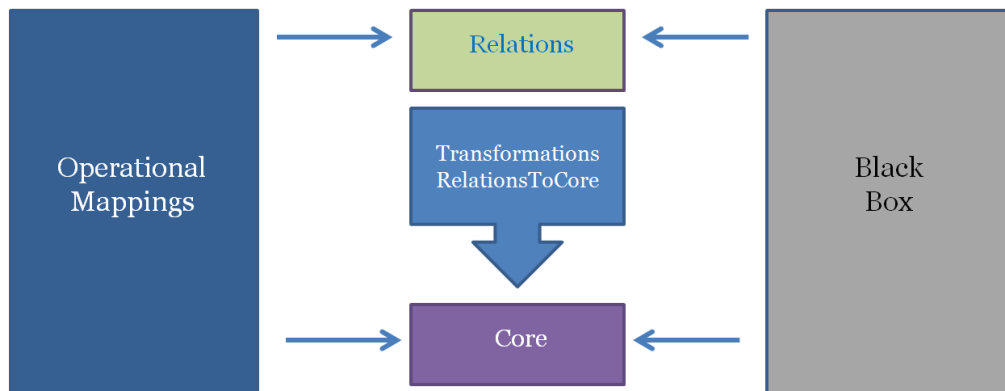 Relations
Operational
Mappings
Transformations
RelationsToCore
Black
Box
Core